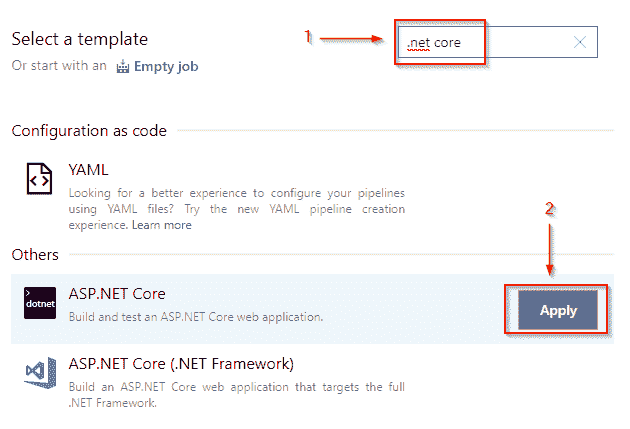 Select a template
1
.net core
Or start with an Empty job
Configuration as code
YAML
Looking for a better experience to configure your pipelines
using YAML files? Try the new YAML pipeline creation
experience. Learn more
2
Others
dotnet
ASP.NET Core
Build and test an ASP.NET Core web application.
Apply
ASP.NET Core (.NET Framework)
Build an ASP.NET Core web application that targets the full
.NET Framework.